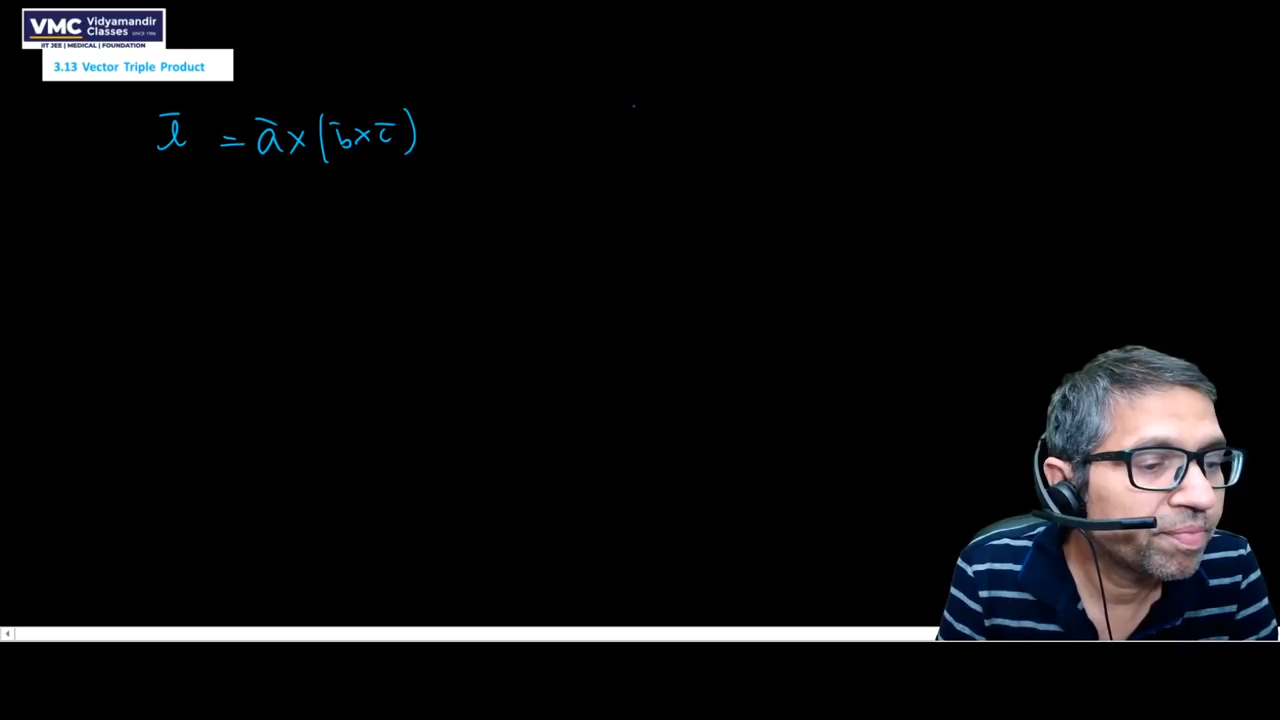 VMC Vidyamandir
Classes SINCE 1986
IIT JEE | MEDICAL | FOUNDATION
3.13 Vector Triple Product
l̄ = ā × (b̄ × c̄)